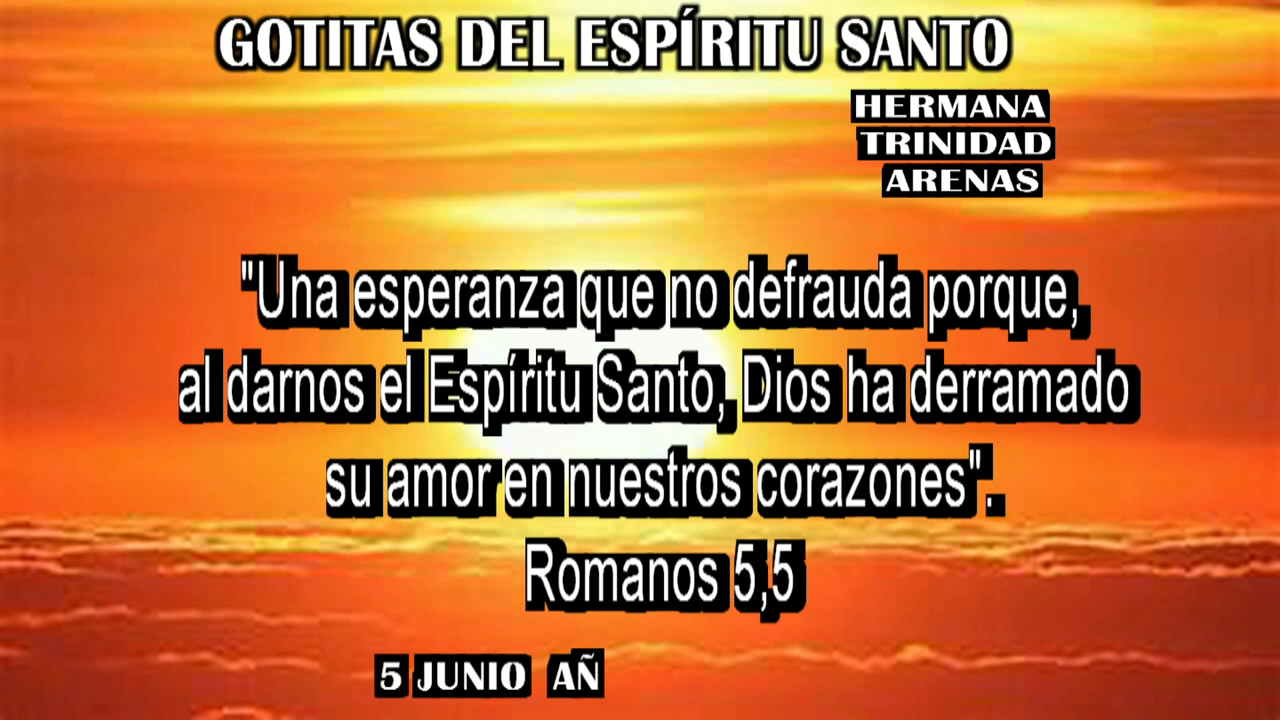 GOTITAS DEL ESPÍRITU SANTO
HERMANA
TRINIDAD
ARENAS
"Una esperanza que no defrauda porque,
al darnos el Espíritu Santo, Dios ha derramado
su amor en nuestros corazones".
Romanos 5,5
5 JUNIO AÑ